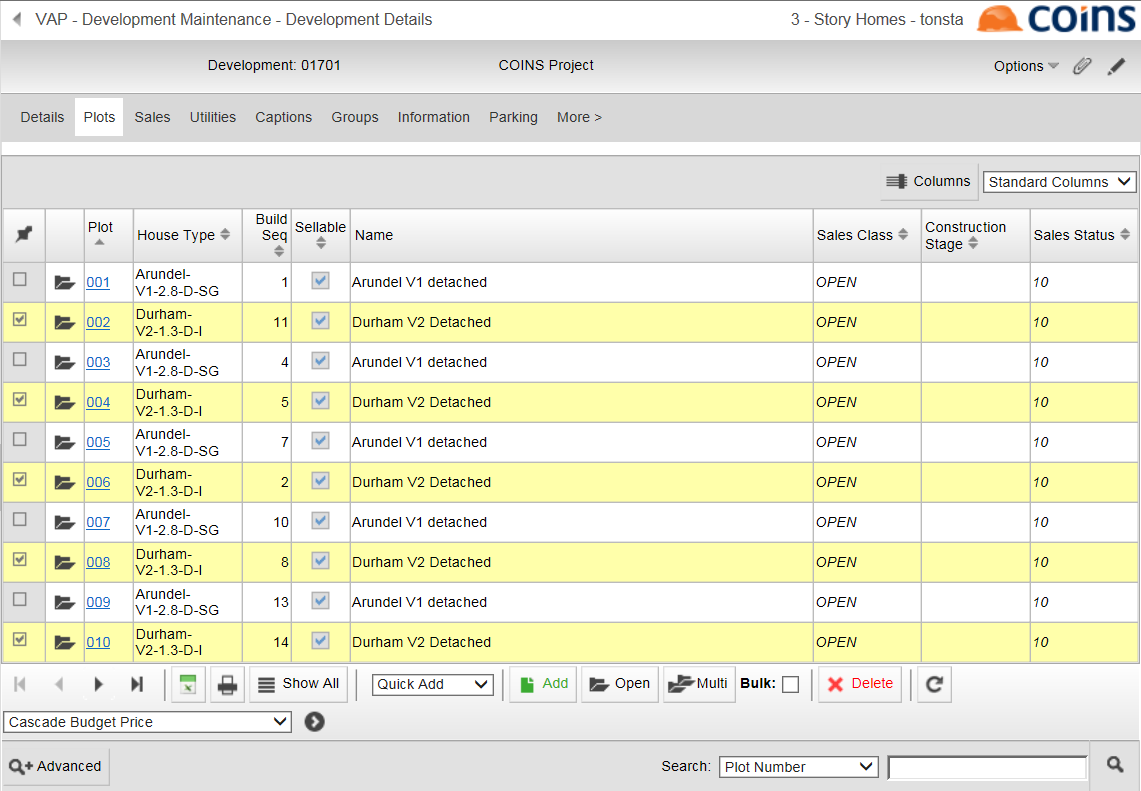 VAP - Development Maintenance - Development Details
3 - Story Homes - tonsta
coins
Development: 01701
COINS Project
Options
Details Plots Sales Utilities Captions Groups Information Parking More >
Columns
Standard Columns
Plot House Type Build Seq Sellable Name Sales Class Construction Stage Sales Status
001 Arundel-V1-2.8-D-SG 1 Arundel V1 detached OPEN 10
002 Durham-V2-1.3-D-I 11 Durham V2 Detached OPEN 10
003 Arundel-V1-2.8-D-SG 4 Arundel V1 detached OPEN 10
004 Durham-V2-1.3-D-I 5 Durham V2 Detached OPEN 10
005 Arundel-V1-2.8-D-SG 7 Arundel V1 detached OPEN 10
006 Durham-V2-1.3-D-I 2 Durham V2 Detached OPEN 10
007 Arundel-V1-2.8-D-SG 10 Arundel V1 detached OPEN 10
008 Durham-V2-1.3-D-I 8 Durham V2 Detached OPEN 10
009 Arundel-V1-2.8-D-SG 13 Arundel V1 detached OPEN 10
010 Durham-V2-1.3-D-I 14 Durham V2 Detached OPEN 10
Show All Quick Add Add Open Multi Bulk: Delete
Cascade Budget Price
Advanced
Search: Plot Number